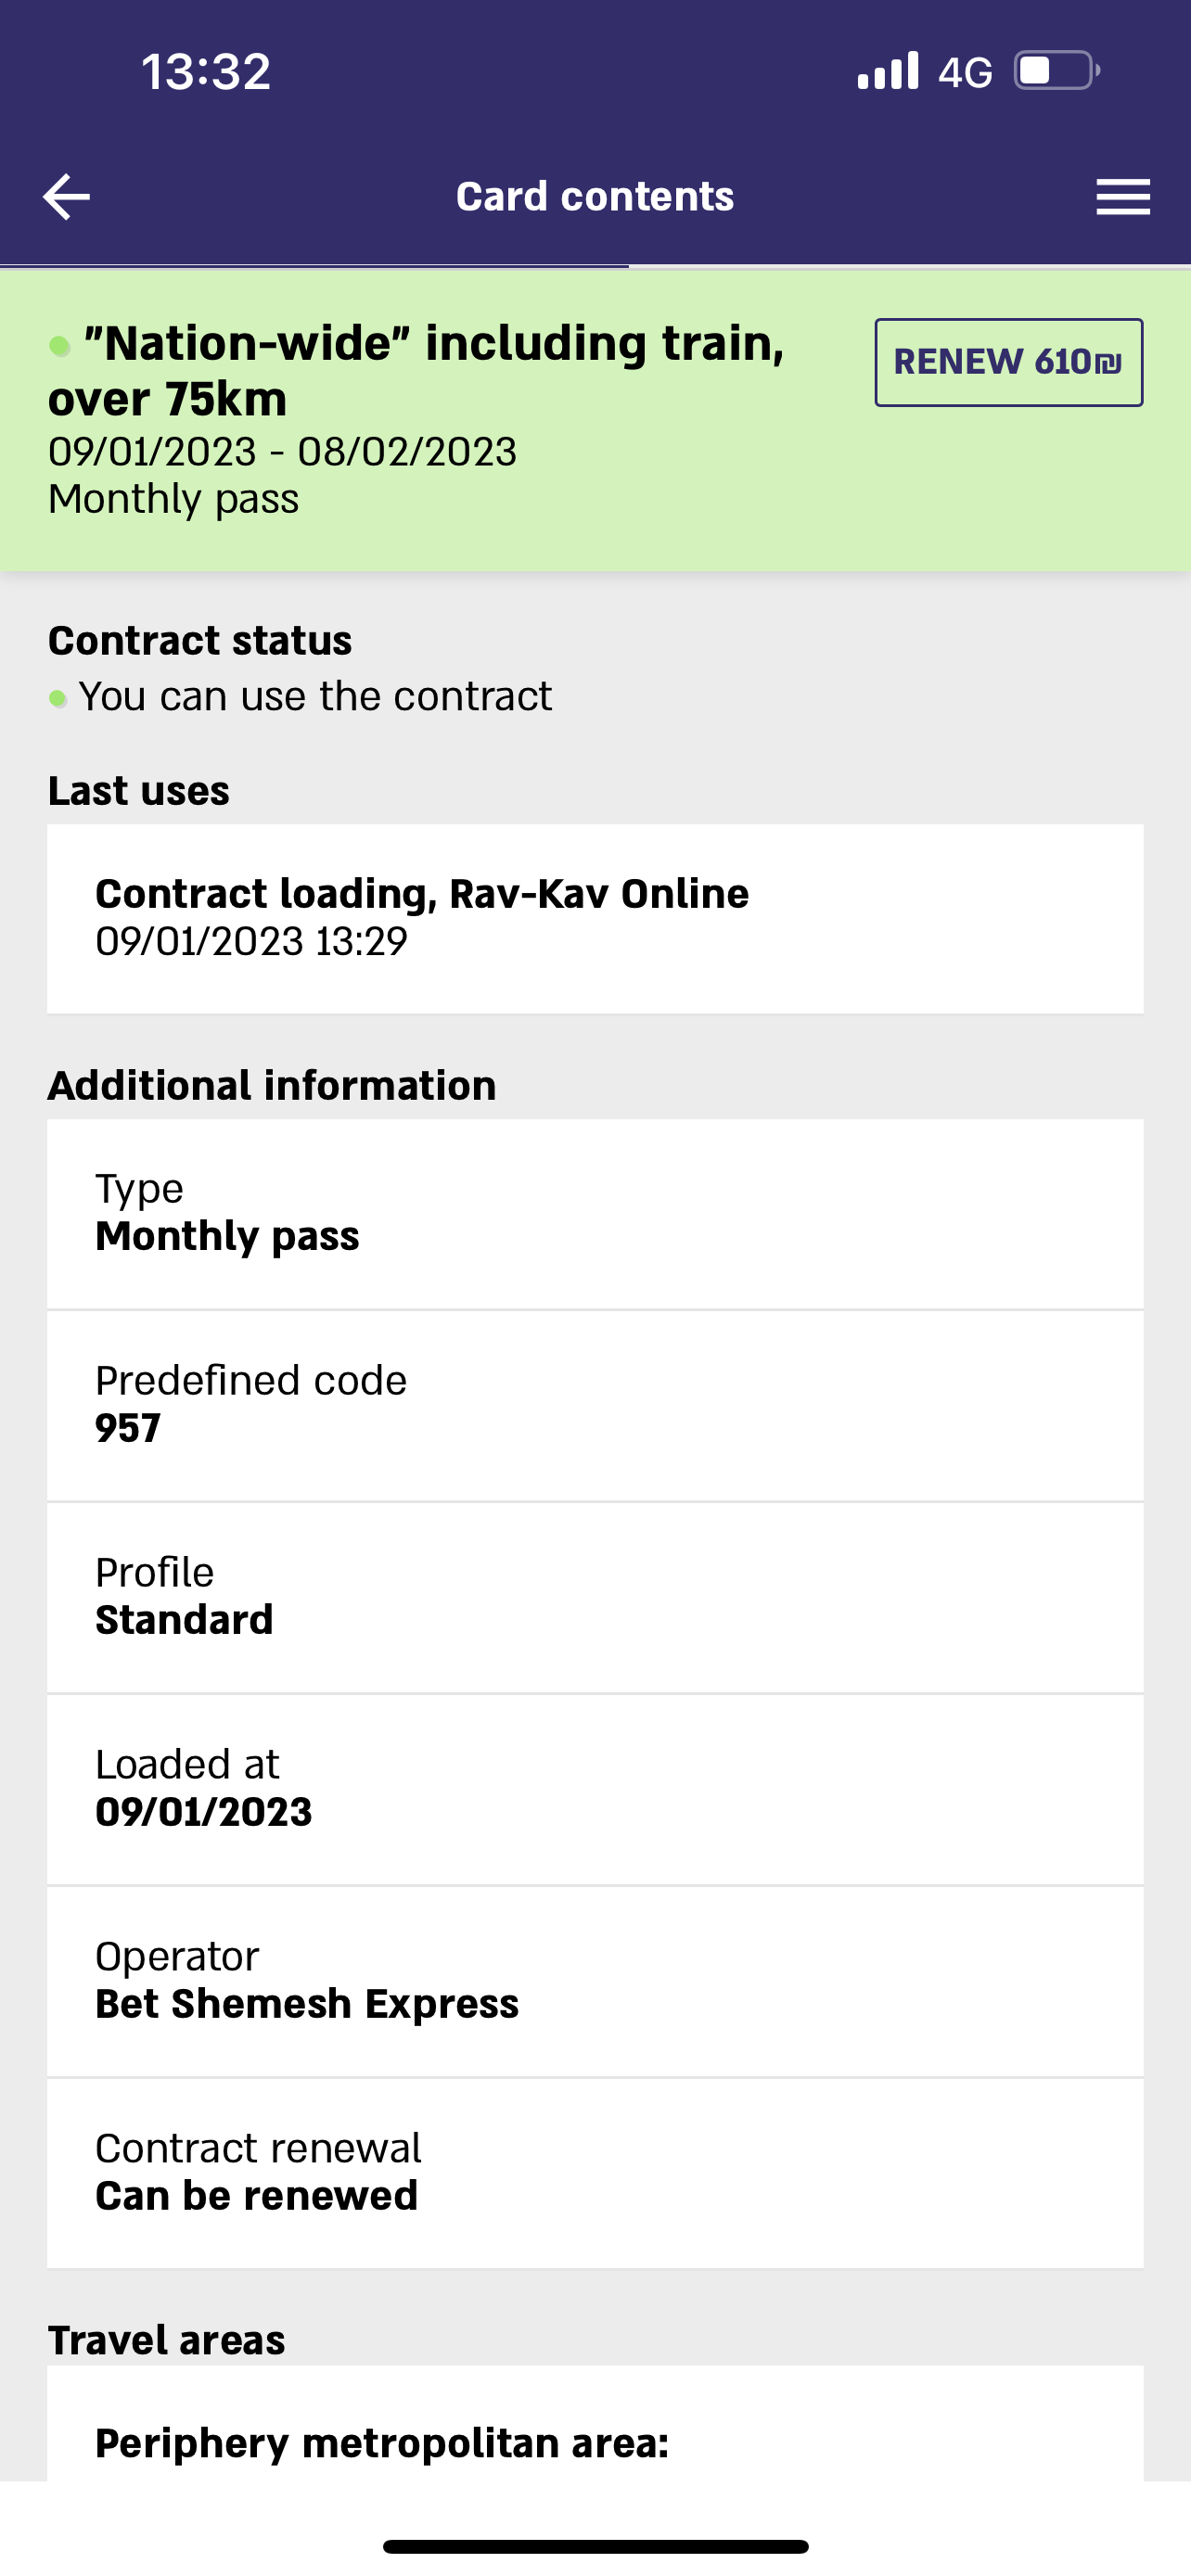 13:32
4G
Card contents
"Nation-wide" including train,
over 75km
09/01/2023 - 08/02/2023
Monthly pass
RENEW 610₪
Contract status
You can use the contract
Last uses
Contract loading, Rav-Kav Online
09/01/2023 13:29
Additional information
Type
Monthly pass
Predefined code
957
Profile
Standard
Loaded at
09/01/2023
Operator
Bet Shemesh Express
Contract renewal
Can be renewed
Travel areas
Periphery metropolitan area: